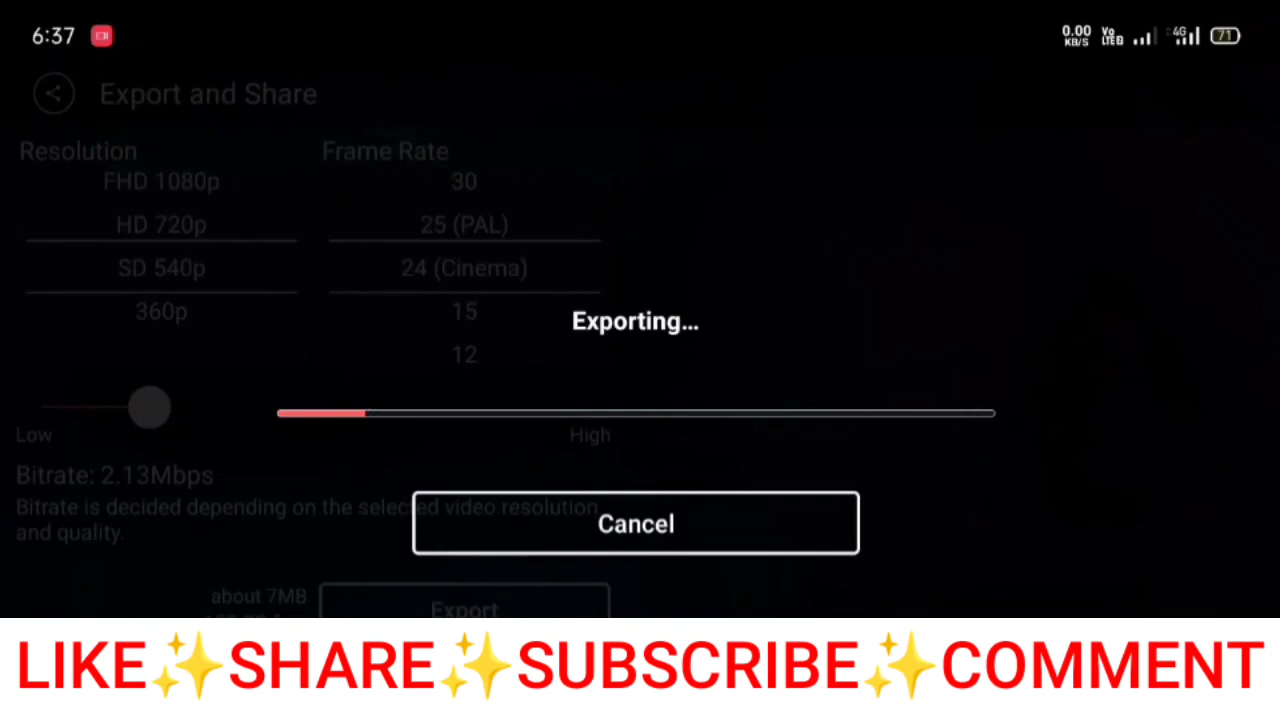 6:37
0.00 KB/S Vo LTE2 4G 71
Export and Share
Resolution Frame Rate
FHD 1080p 30
HD 720p 25 (PAL)
SD 540p 24 (Cinema)
360p 15
12
Exporting...
Low High
Bitrate: 2.13Mbps
Bitrate is decided depending on the selected video resolution
and quality.
Cancel
about 7MB
Export
LIKE✨SHARE✨SUBSCRIBE✨COMMENT